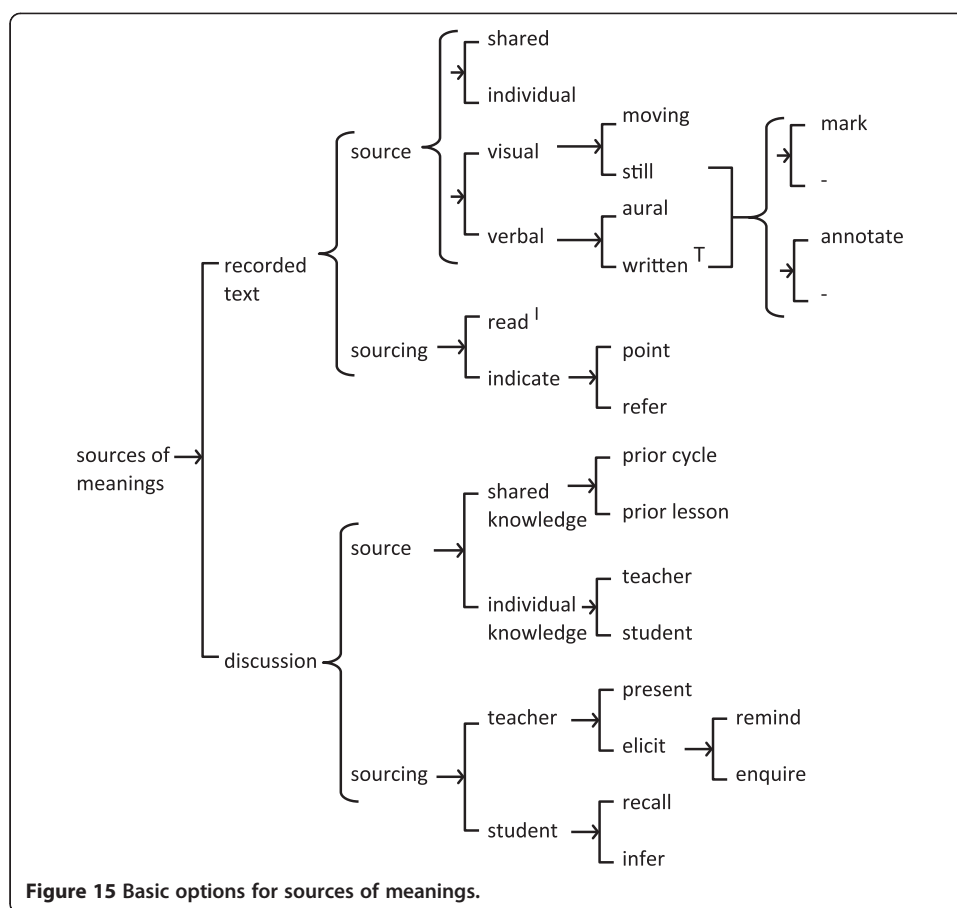 shared
individual
source
visual
verbal
moving
still
aural
written T
mark
-
annotate
-
recorded
text
sourcing
read I
indicate
point
refer
sources of
meanings
discussion
source
shared
knowledge
prior cycle
prior lesson
individual
knowledge
teacher
student
sourcing
teacher
present
elicit
remind
enquire
student
recall
infer
Figure 15 Basic options for sources of meanings.